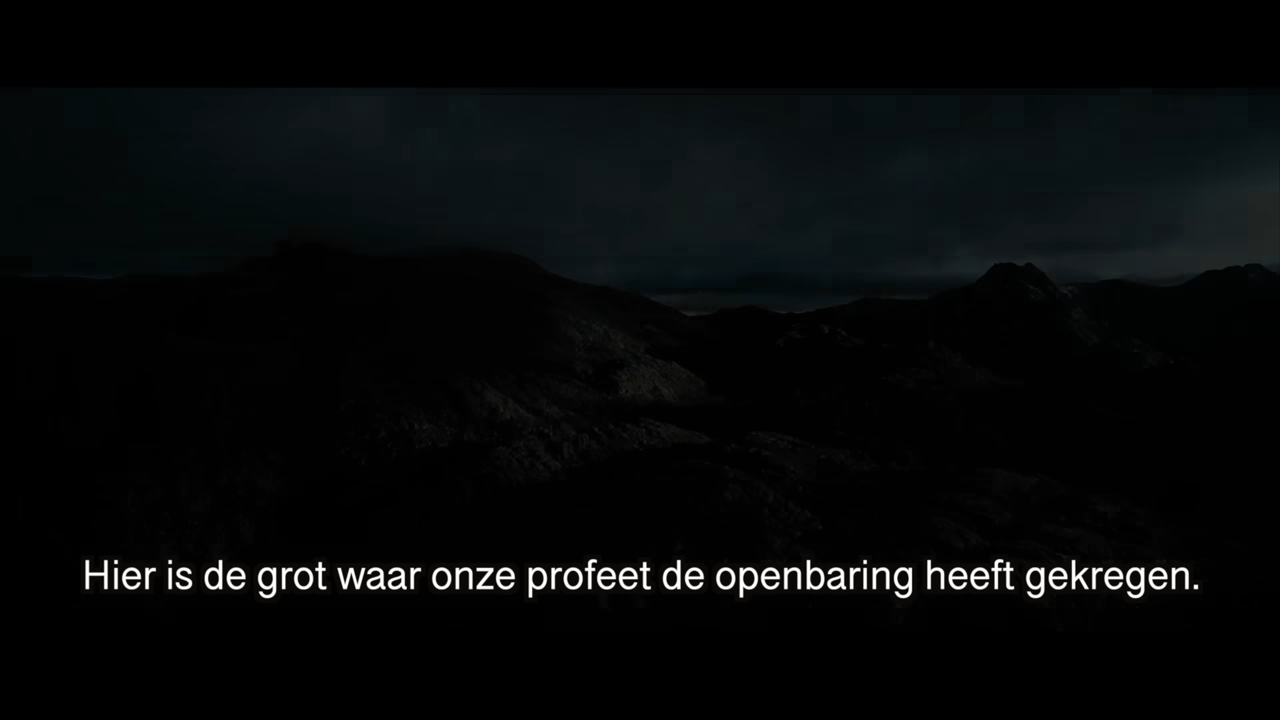 Hier is de grot waar onze profeet de openbaring heeft gekregen.